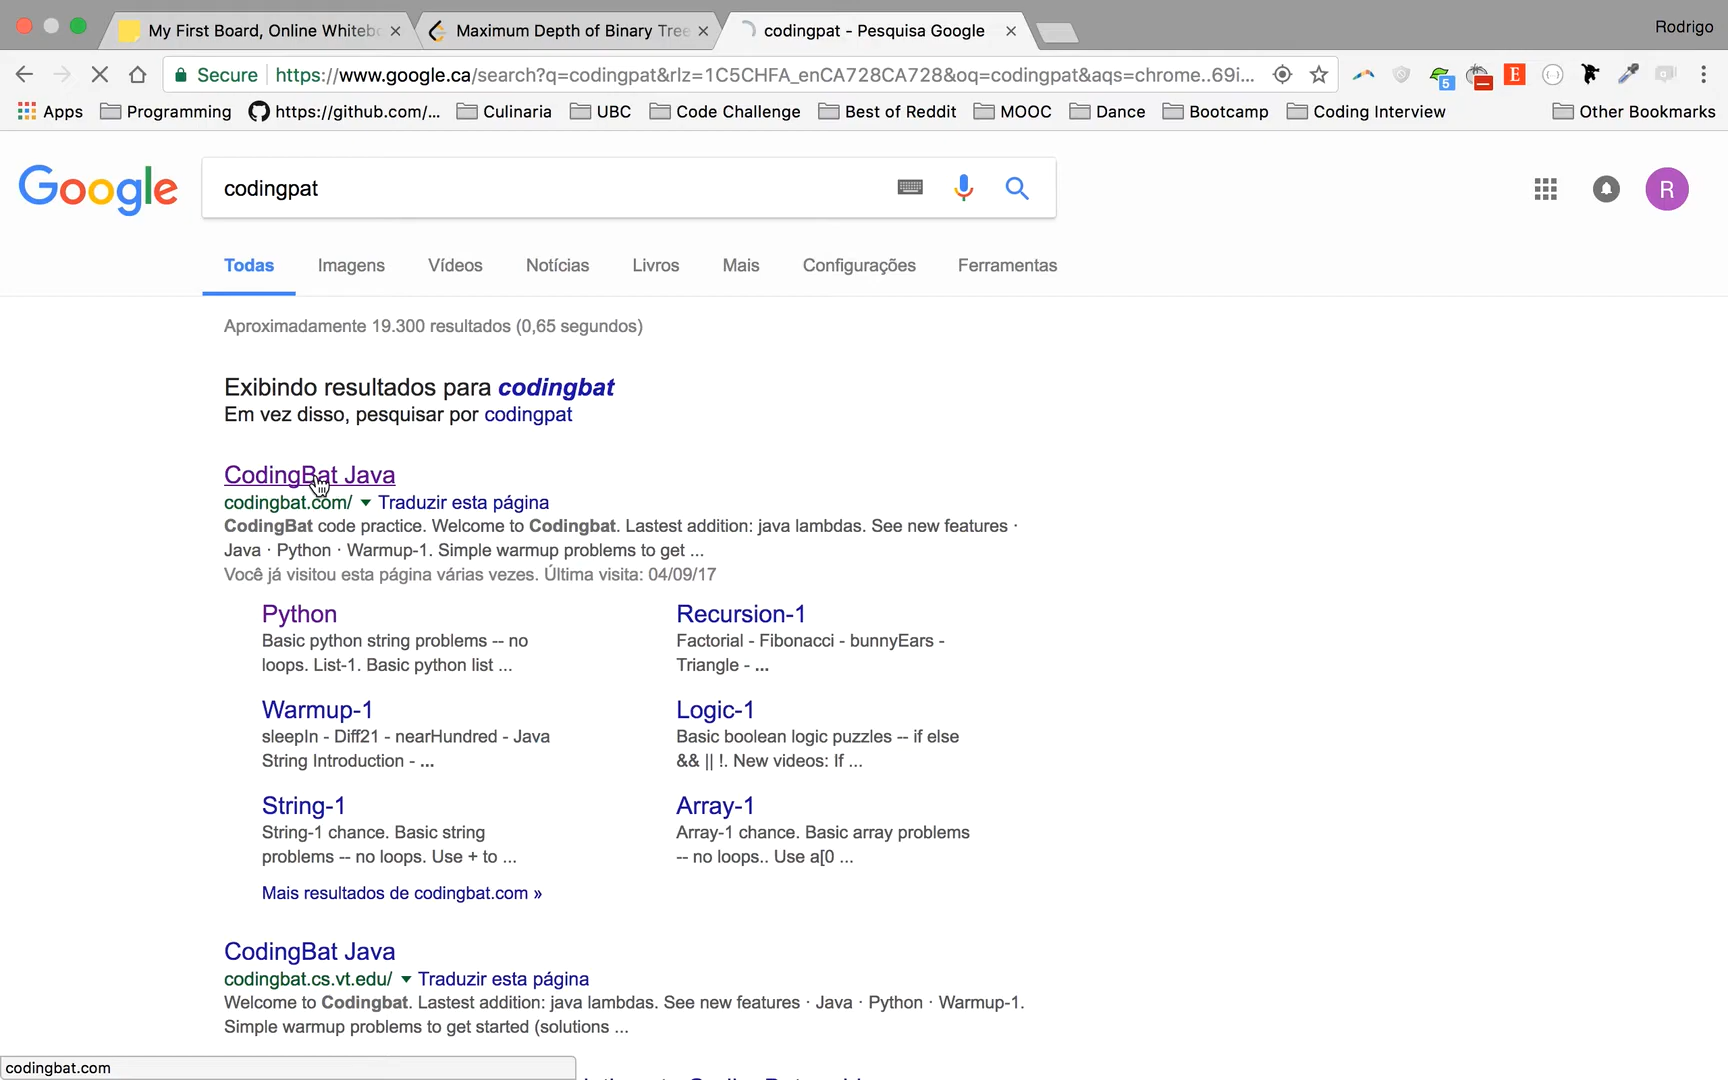 My First Board, Online Whitebo
Maximum Depth of Binary Tree
codingpat - Pesquisa Google
Rodrigo
Secure
https://www.google.ca/search?q=codingpat&rlz=1C5CHFA_enCA728CA728&oq=codingpat&aqs=chrome..69i...
5
E
Apps
Programming
https://github.com/...
Culinaria
UBC
Code Challenge
Best of Reddit
MOOC
Dance
Bootcamp
Coding Interview
Other Bookmarks
Google
codingpat
R
Todas
Imagens
Vídeos
Notícias
Livros
Mais
Configurações
Ferramentas
Aproximadamente 19.300 resultados (0,65 segundos)
Exibindo resultados para codingbat
Em vez disso, pesquisar por codingpat
CodingBat Java
codingbat.com/ Traduzir esta página
CodingBat code practice. Welcome to Codingbat. Lastest addition: java lambdas. See new features ·
Java · Python · Warmup-1. Simple warmup problems to get ...
Você já visitou esta página várias vezes. Última visita: 04/09/17
Python
Basic python string problems -- no
loops. List-1. Basic python list ...
Recursion-1
Factorial - Fibonacci - bunnyEars -
Triangle - ...
Warmup-1
sleepIn - Diff21 - nearHundred - Java
String Introduction - ...
Logic-1
Basic boolean logic puzzles -- if else
&& || !. New videos: If ...
String-1
String-1 chance. Basic string
problems -- no loops. Use + to ...
Array-1
Array-1 chance. Basic array problems
-- no loops.. Use a[0 ...
Mais resultados de codingbat.com »
CodingBat Java
codingbat.cs.vt.edu/ Traduzir esta página
Welcome to Codingbat. Lastest addition: java lambdas. See new features · Java · Python · Warmup-1.
Simple warmup problems to get started (solutions ...
codingbat.com